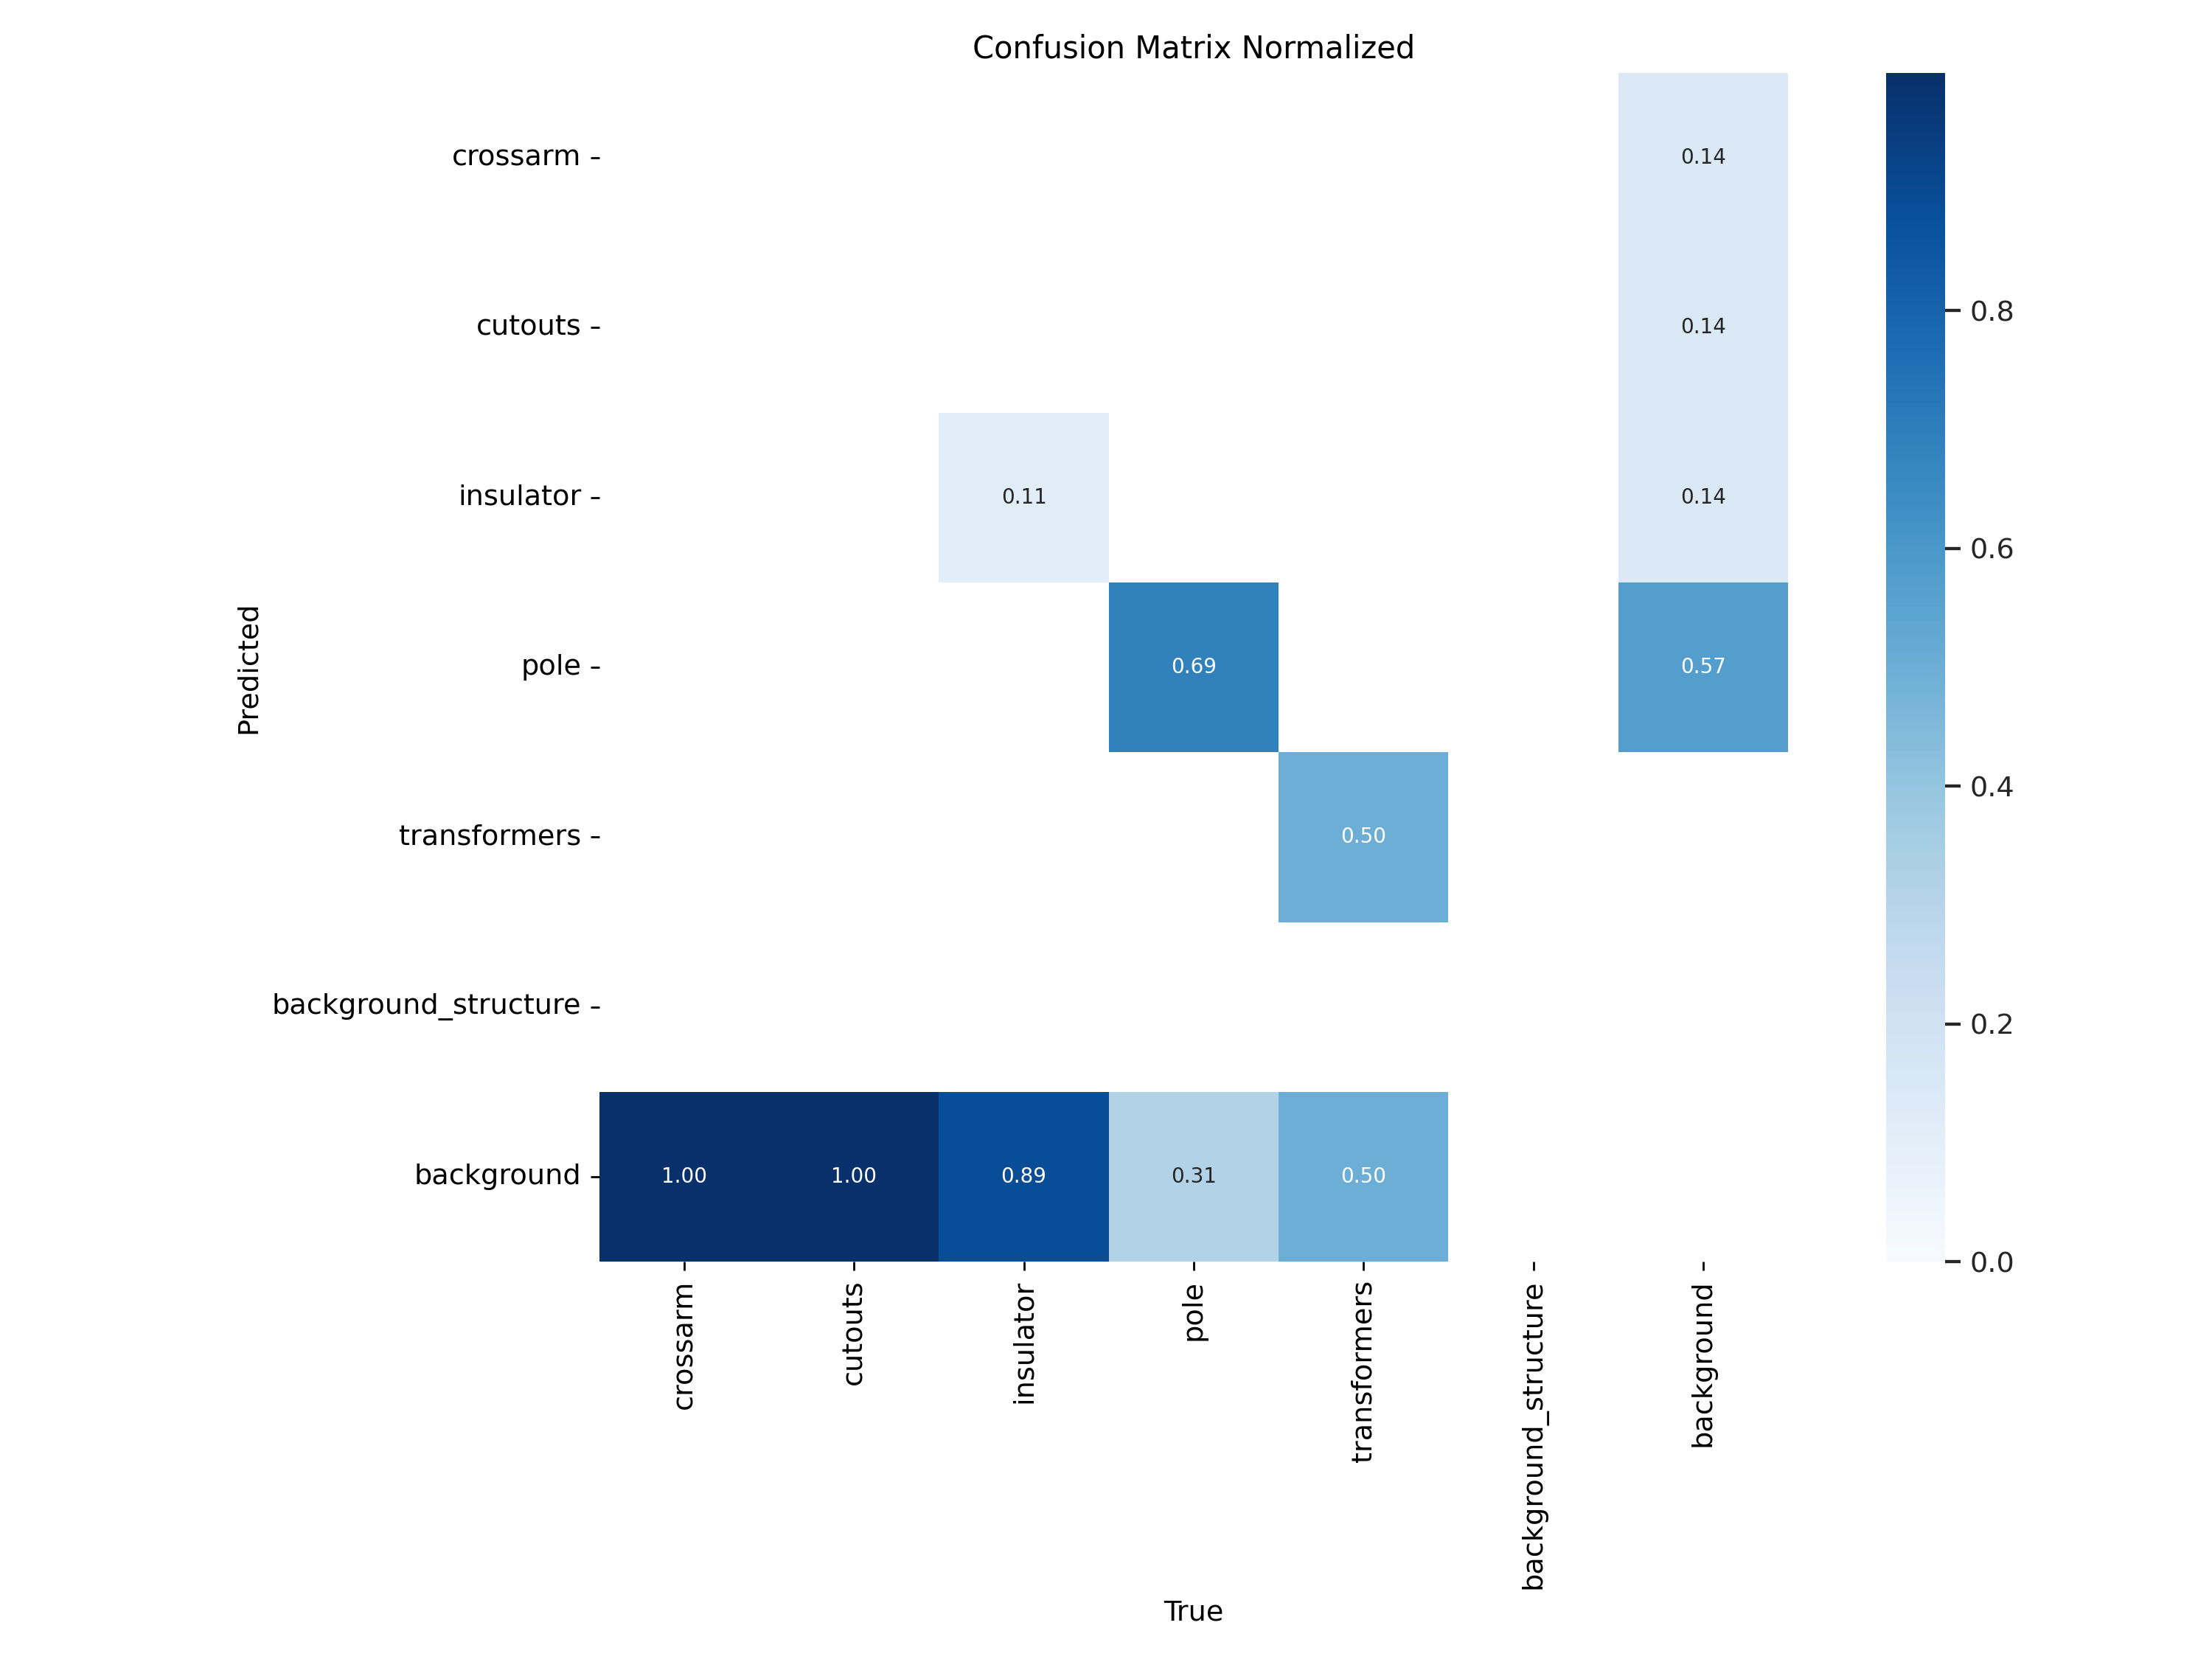 Confusion Matrix Normalized
crossarm
0.14
cutouts
0.14
0.8
insulator
0.11
0.14
0.6
Predicted
pole
0.69
0.57
0.4
transformers
0.50
background_structure
0.2
background
1.00
1.00
0.89
0.31
0.50
0.0
crossarm
cutouts
insulator
pole
transformers
background_structure
background
True